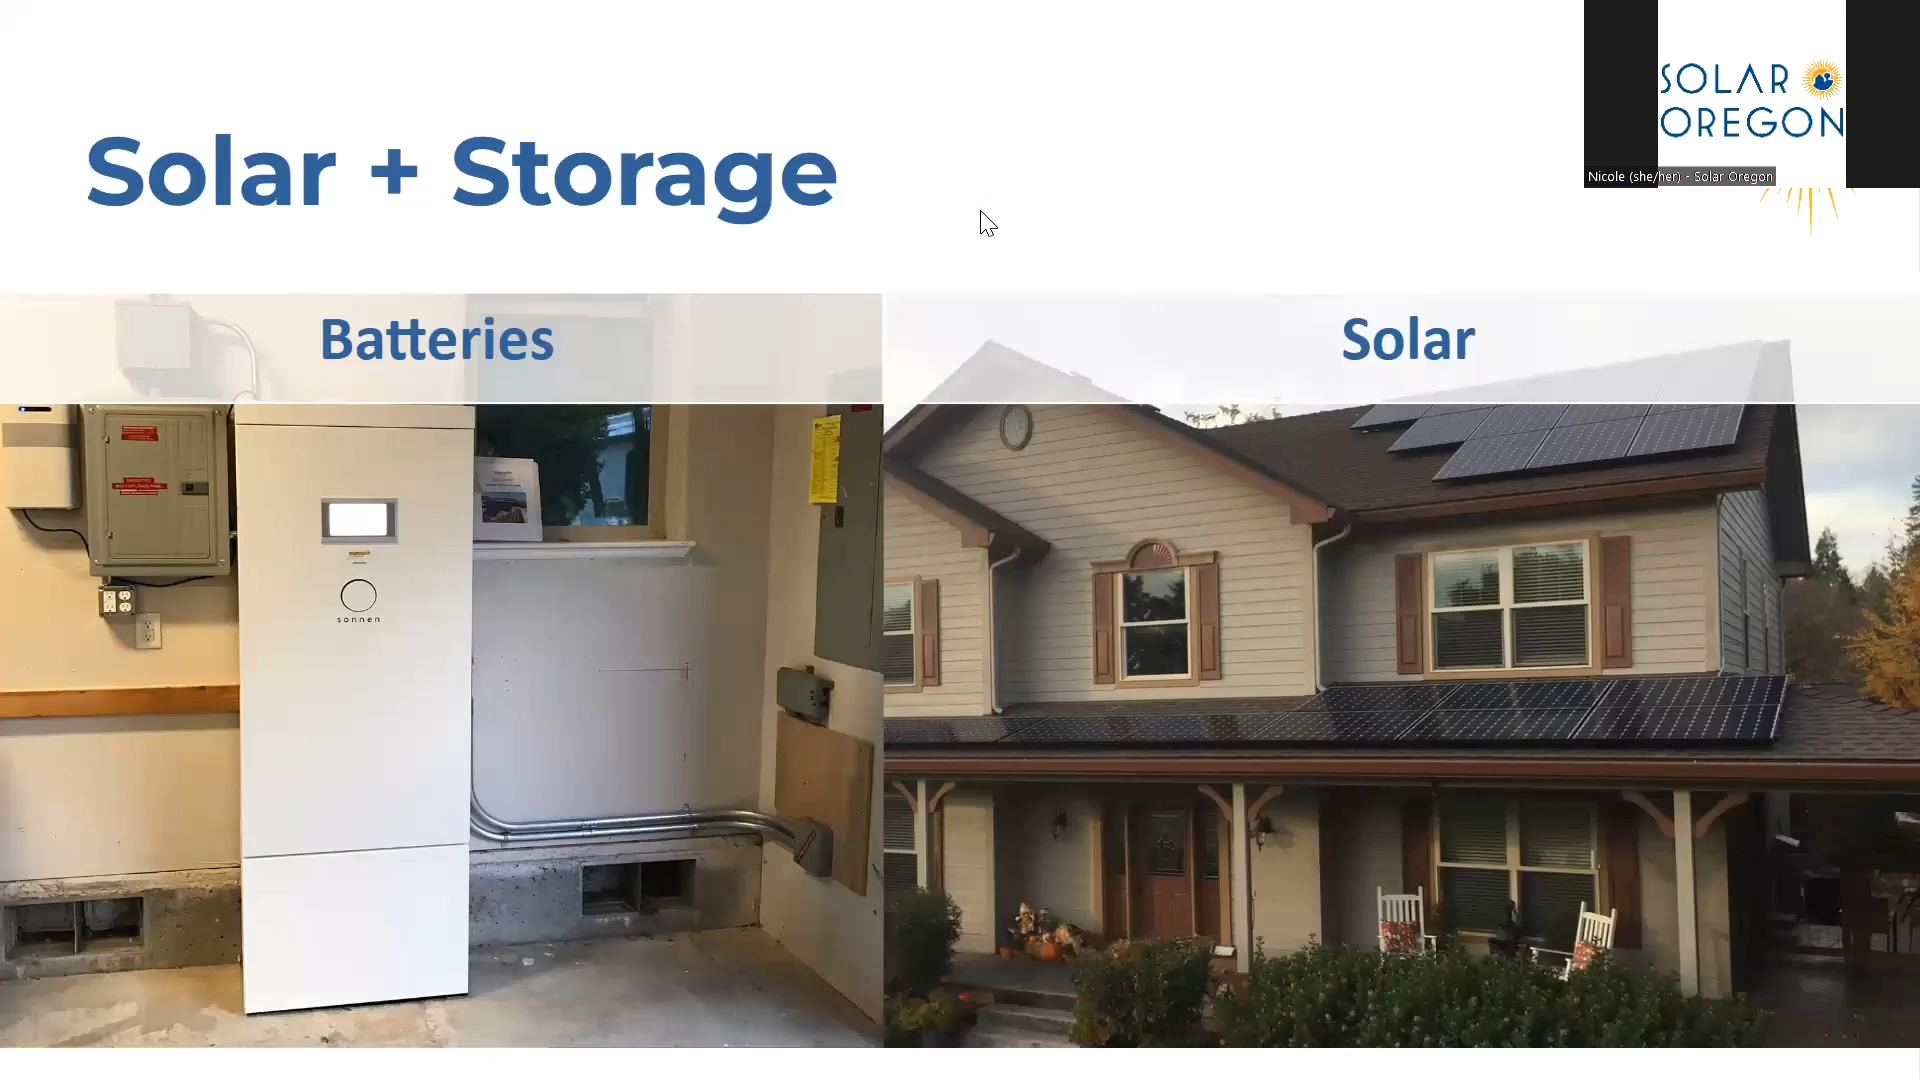 Solar + Storage
SOLAR
OREGON
Nicole (she/her) - Solar Oregon
Batteries
Solar
sonnen